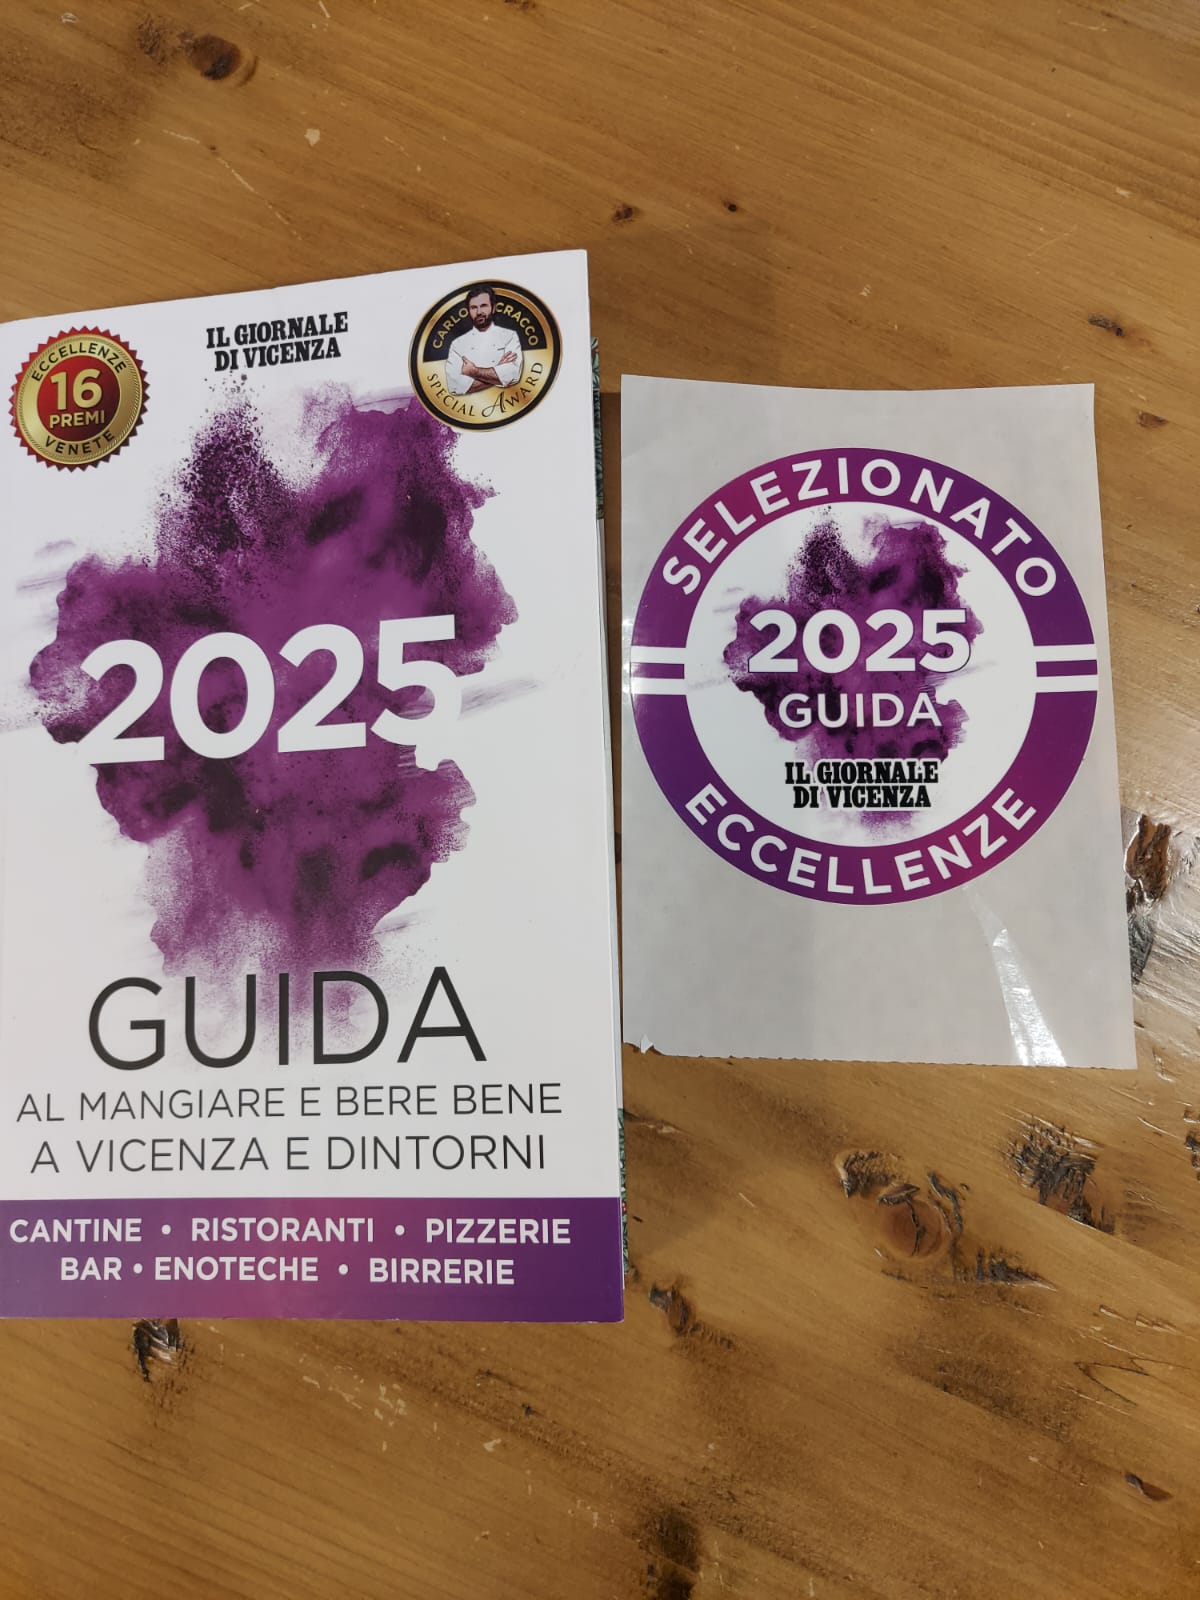 ECCELLENZE
16
PREMI
VENETE
IL GIORNALE
DI VICENZA
CARLO CRACCO
SPECIAL AWARD
2025
GUIDA
AL MANGIARE E BERE BENE
A VICENZA E DINTORNI
CANTINE • RISTORANTI • PIZZERIE
BAR • ENOTECHE • BIRRERIE
SELEZIONATO
2025
GUIDA
IL GIORNALE
DI VICENZA
ECCELLENZE